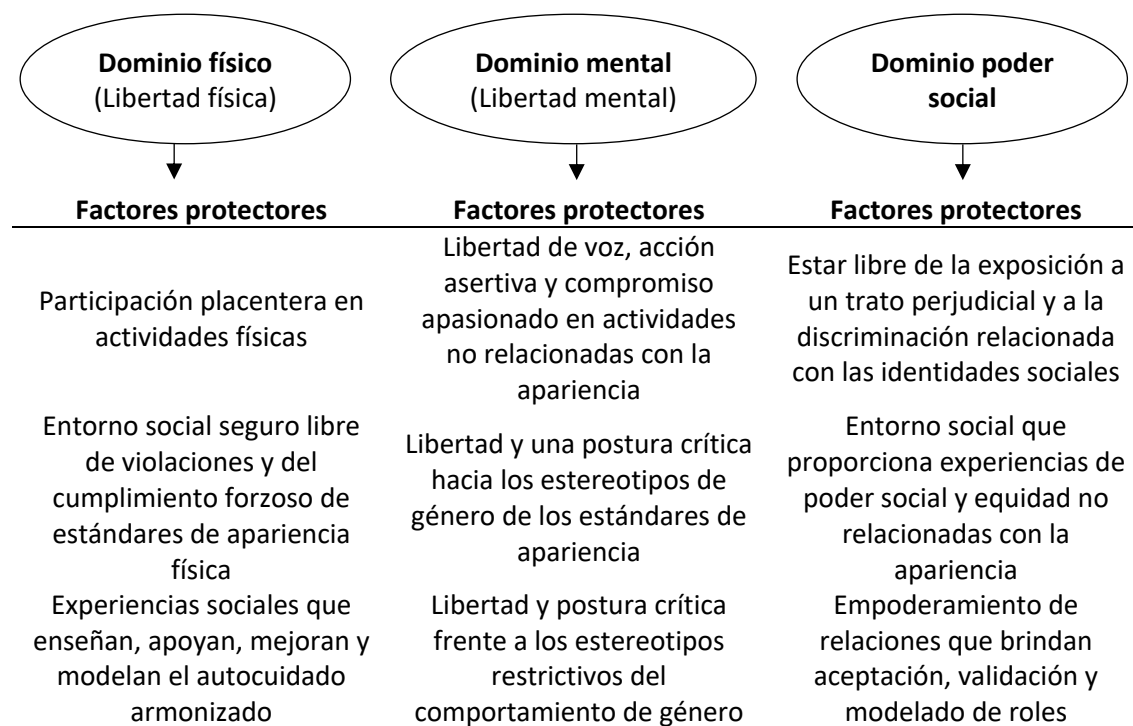 Dominio físico
(Libertad física)
Dominio mental
(Libertad mental)
Dominio poder
social
Factores protectores
Factores protectores
Factores protectores
Participación placentera en
actividades físicas
Libertad de voz, acción
asertiva y compromiso
apasionado en actividades
no relacionadas con la
apariencia
Estar libre de la exposición a
un trato perjudicial y a la
discriminación relacionada
con las identidades sociales
Entorno social seguro libre
de violaciones y del
cumplimiento forzoso de
estándares de apariencia
física
Libertad y una postura crítica
hacia los estereotipos de
género de los estándares de
apariencia
Entorno social que
proporciona experiencias de
poder social y equidad no
relacionadas con la
apariencia
Experiencias sociales que
enseñan, apoyan, mejoran y
modelan el autocuidado
armonizado
Libertad y postura crítica
frente a los estereotipos
restrictivos del
comportamiento de género
Empoderamiento de
relaciones que brindan
aceptación, validación y
modelado de roles